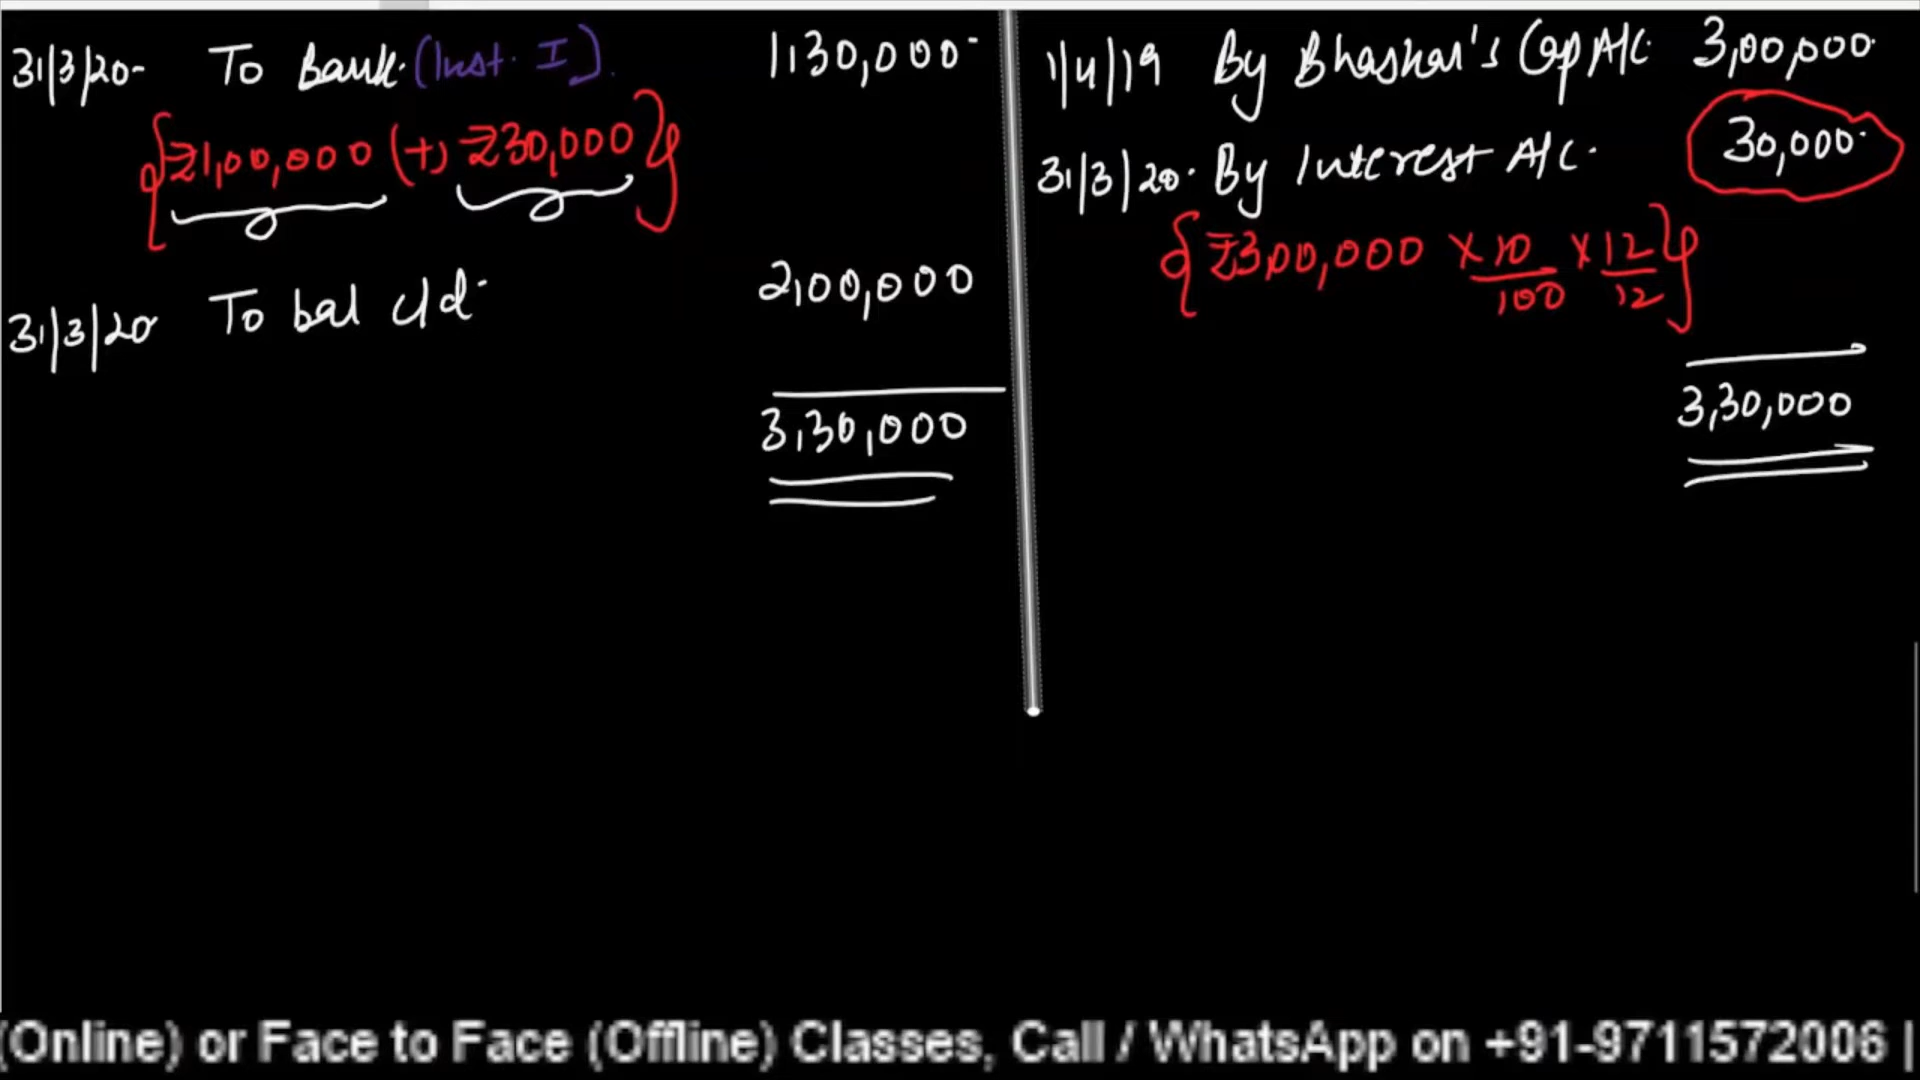 31/3/20- To Bank (Inst. I) 1,30,000
{₹1,00,000 (+) ₹30,000}
31/3/20 To bal c/d 2,00,000
3,30,000
1/4/19 By Bhaskar's Cap A/c 3,00,000
31/3/20 By Interest A/c 30,000
{₹3,00,000 × 10/100 × 12/12}
3,30,000
(Online) or Face to Face (Offline) Classes, Call / WhatsApp on +91-9711572006 |